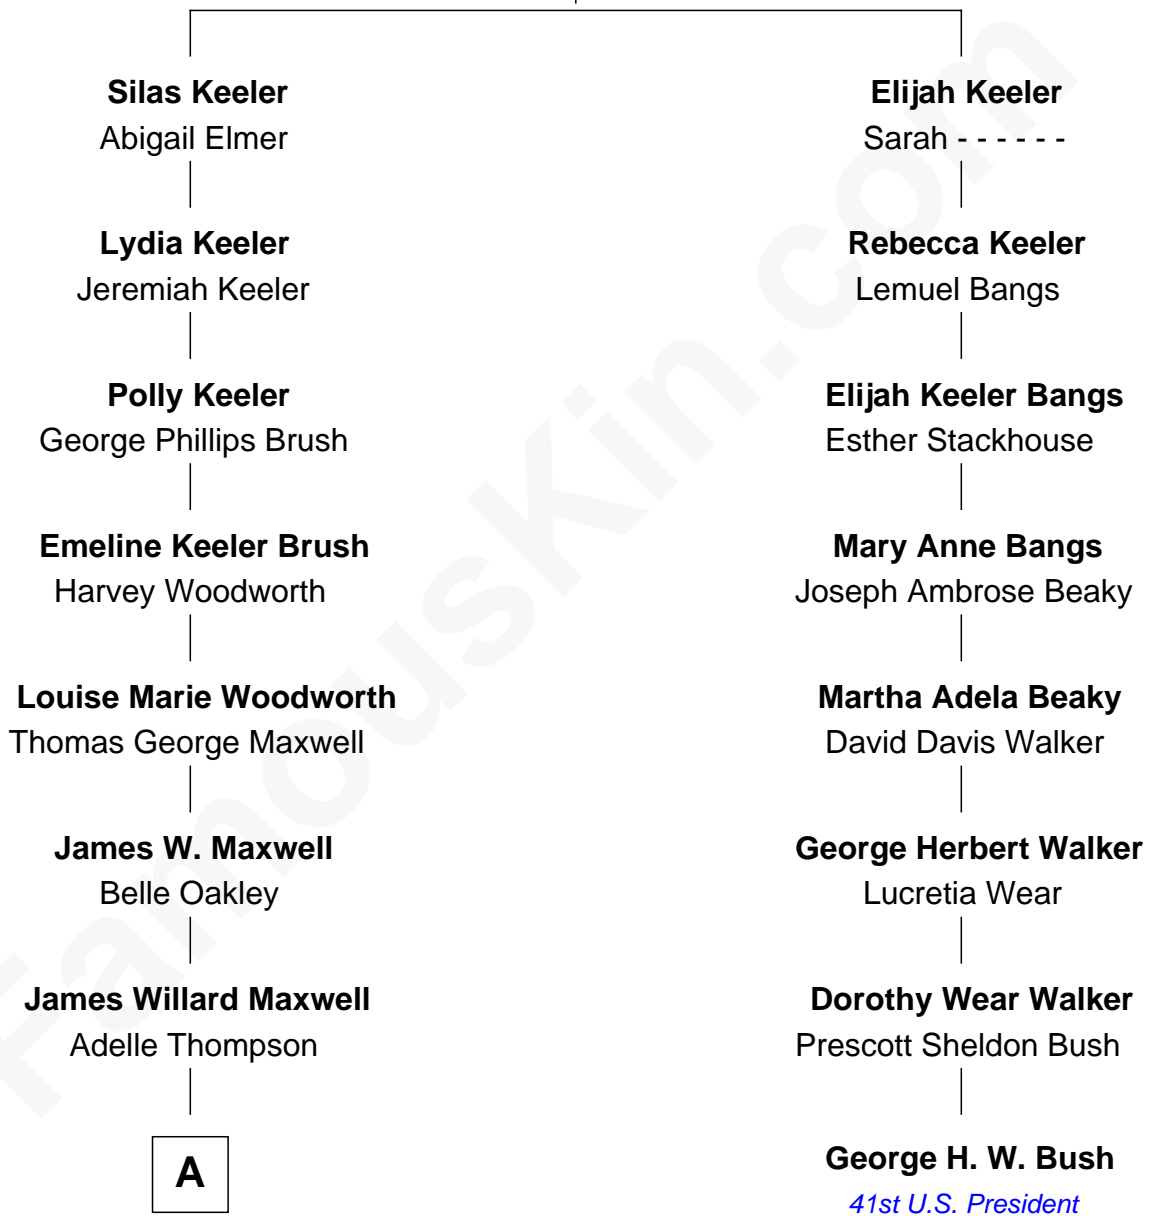 Silas Keeler
Abigail Elmer
Lydia Keeler
Jeremiah Keeler
Polly Keeler
George Phillips Brush
Emeline Keeler Brush
Harvey Woodworth
Louise Marie Woodworth
Thomas George Maxwell
James W. Maxwell
Belle Oakley
James Willard Maxwell
Adelle Thompson
A
Elijah Keeler
Sarah - - - - - -
Rebecca Keeler
Lemuel Bangs
Elijah Keeler Bangs
Esther Stackhouse
Mary Anne Bangs
Joseph Ambrose Beaky
Martha Adela Beaky
David Davis Walker
George Herbert Walker
Lucretia Wear
Dorothy Wear Walker
Prescott Sheldon Bush
George H. W. Bush
41st U.S. President
FamousKin.com